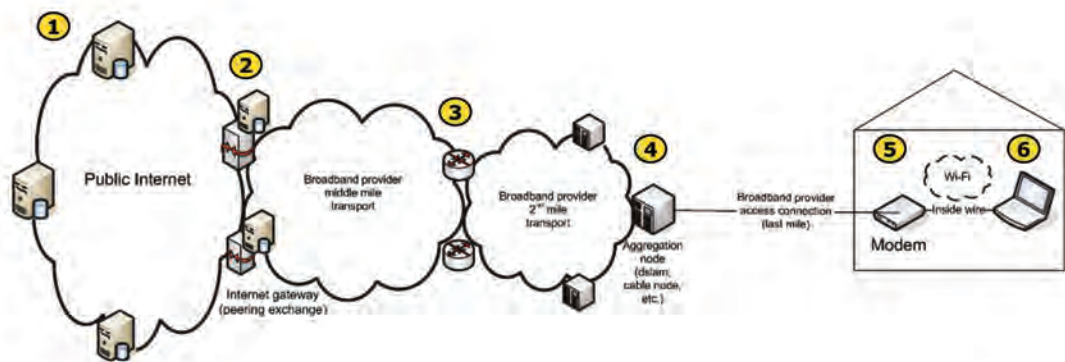 1
2
3
4
5
6
Public Internet
Internet gateway
(peering exchange)
Broadband provider
middle mile
transport
Broadband provider
2nd mile
transport
Aggregation
node
(dslam,
cable node,
etc.)
Broadband provider
access connection
(last mile)
Wi-Fi
Inside wire
Modem